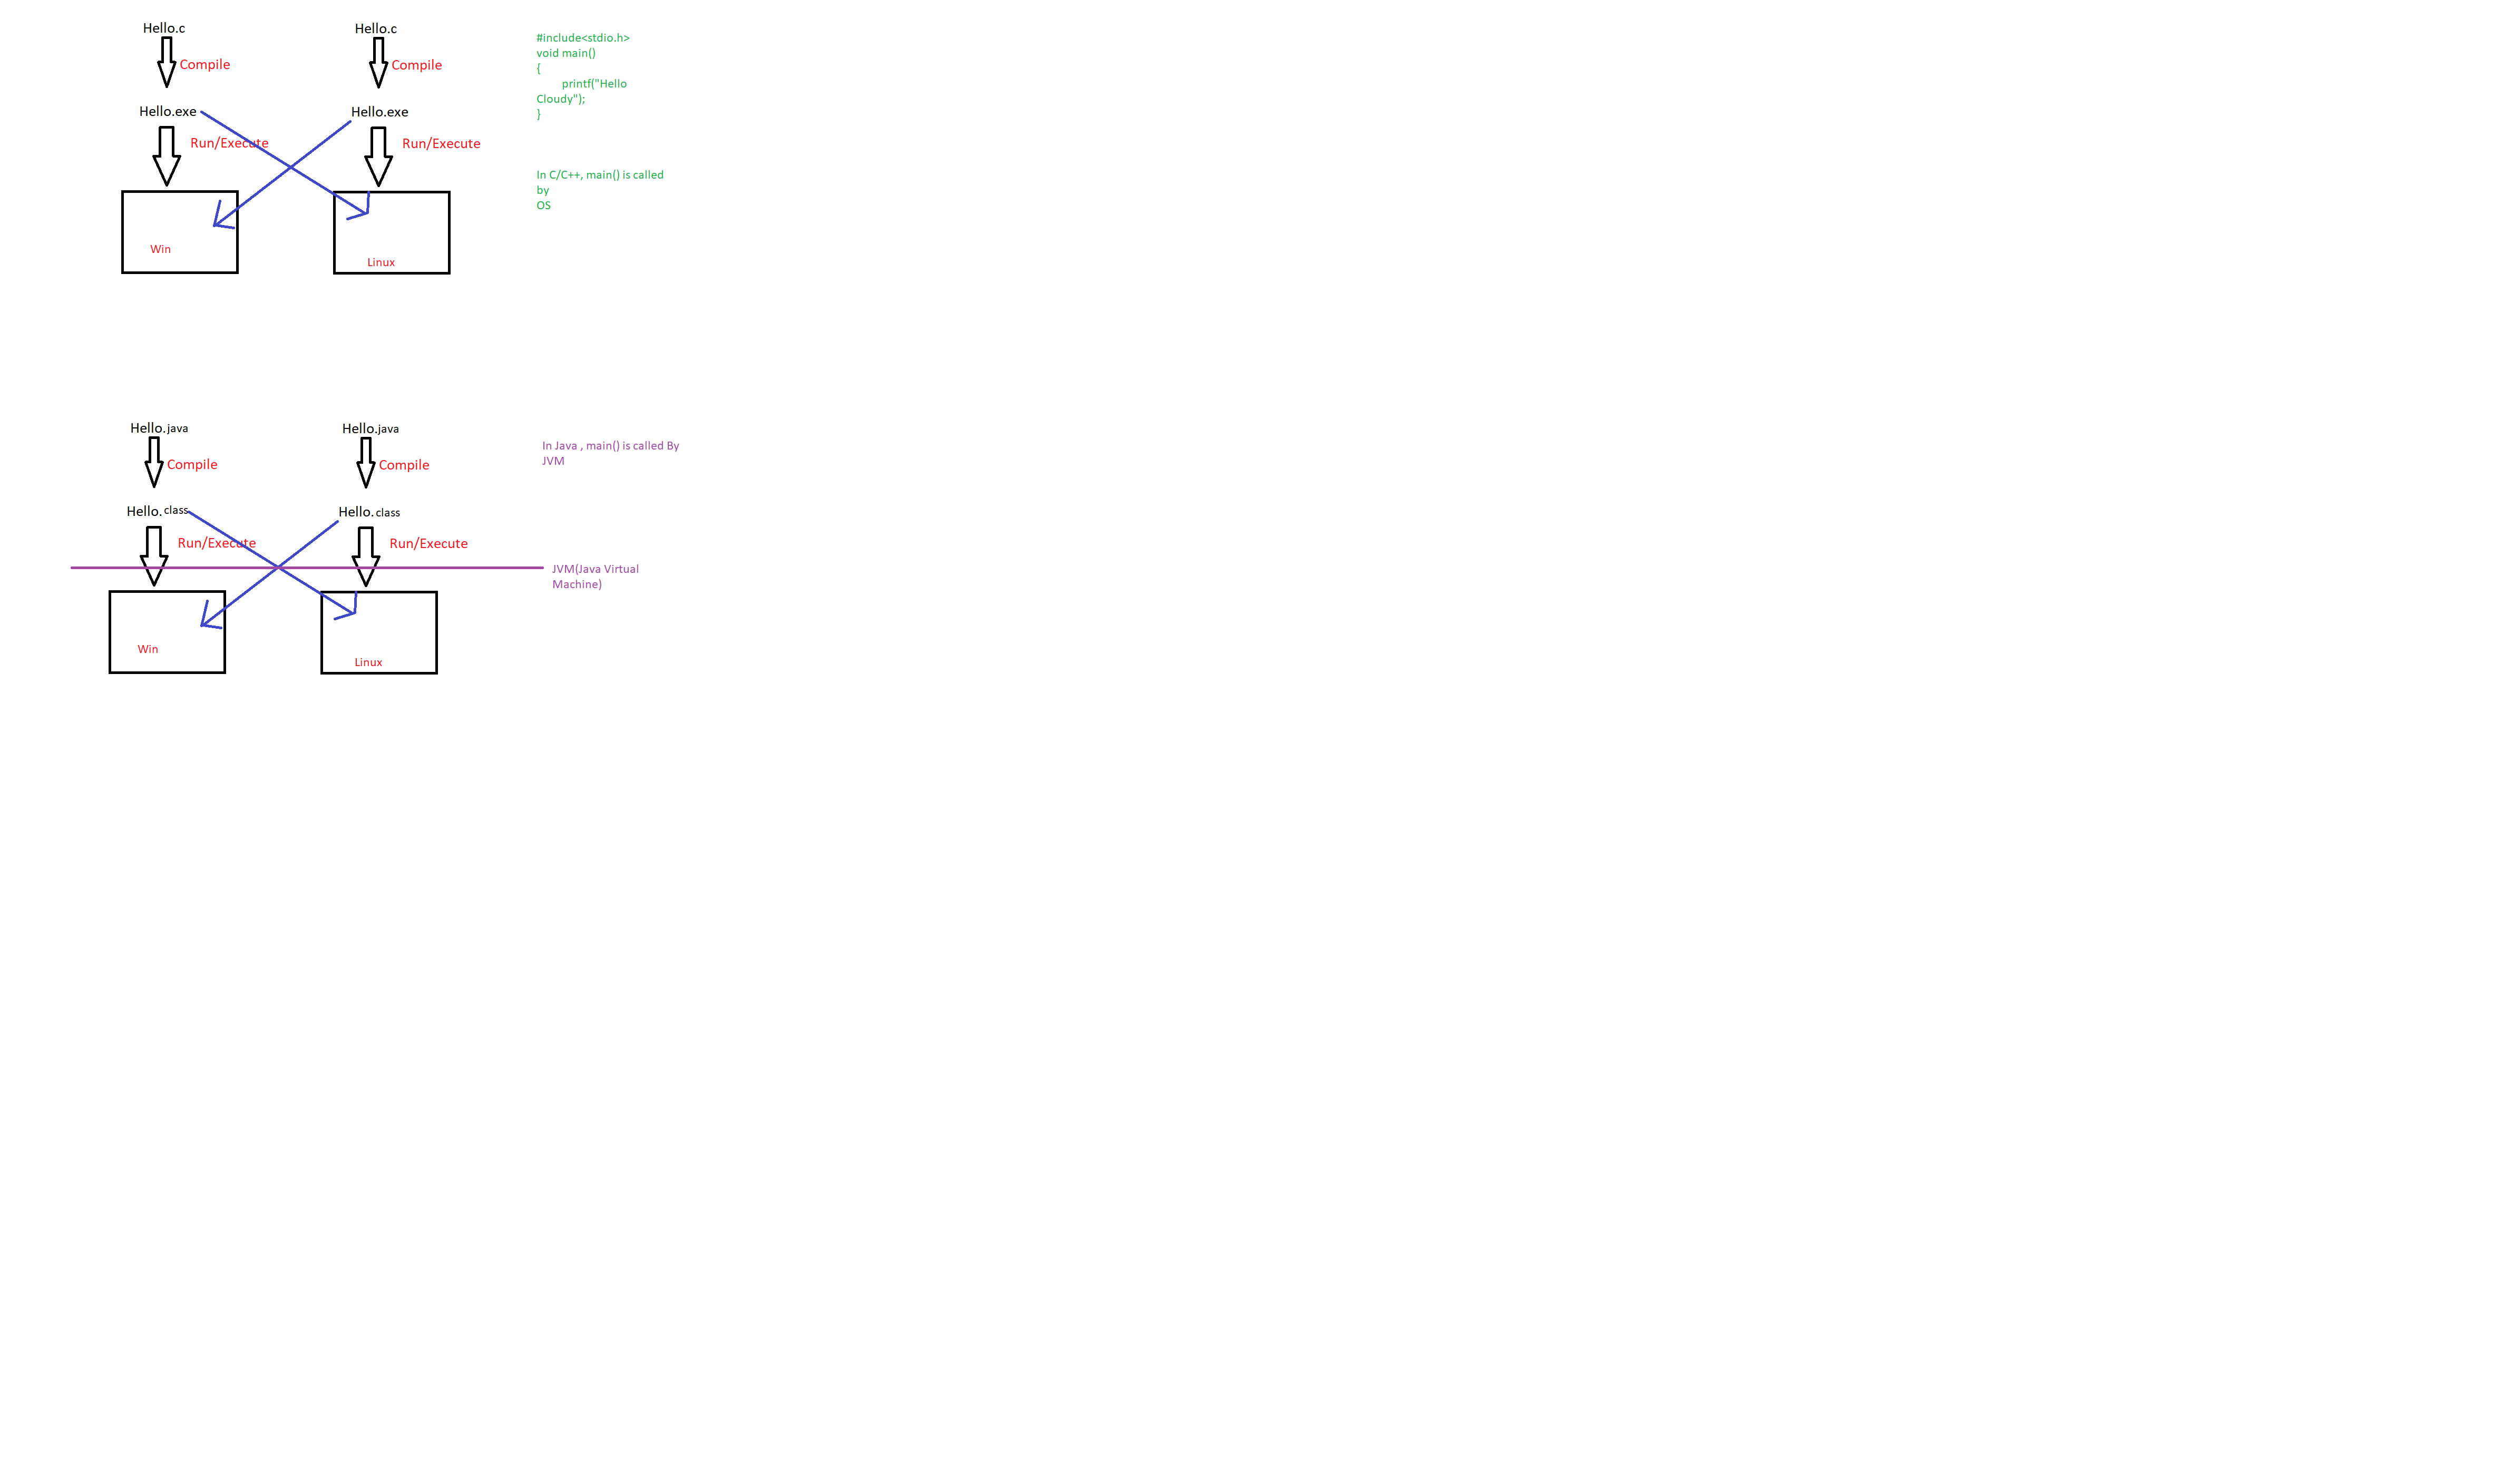 Hello.c
Compile
Hello.exe
Run/Execute
Win
Hello.c
Compile
Hello.exe
Run/Execute
Linux
#include<stdio.h>
void main()
{
printf("Hello
Cloudy");
}
In C/C++, main() is called
by
OS
Hello.java
Compile
Hello.class
Run/Execute
Win
Hello.java
Compile
Hello.class
Run/Execute
Linux
In Java , main() is called By
JVM
JVM(Java Virtual
Machine)